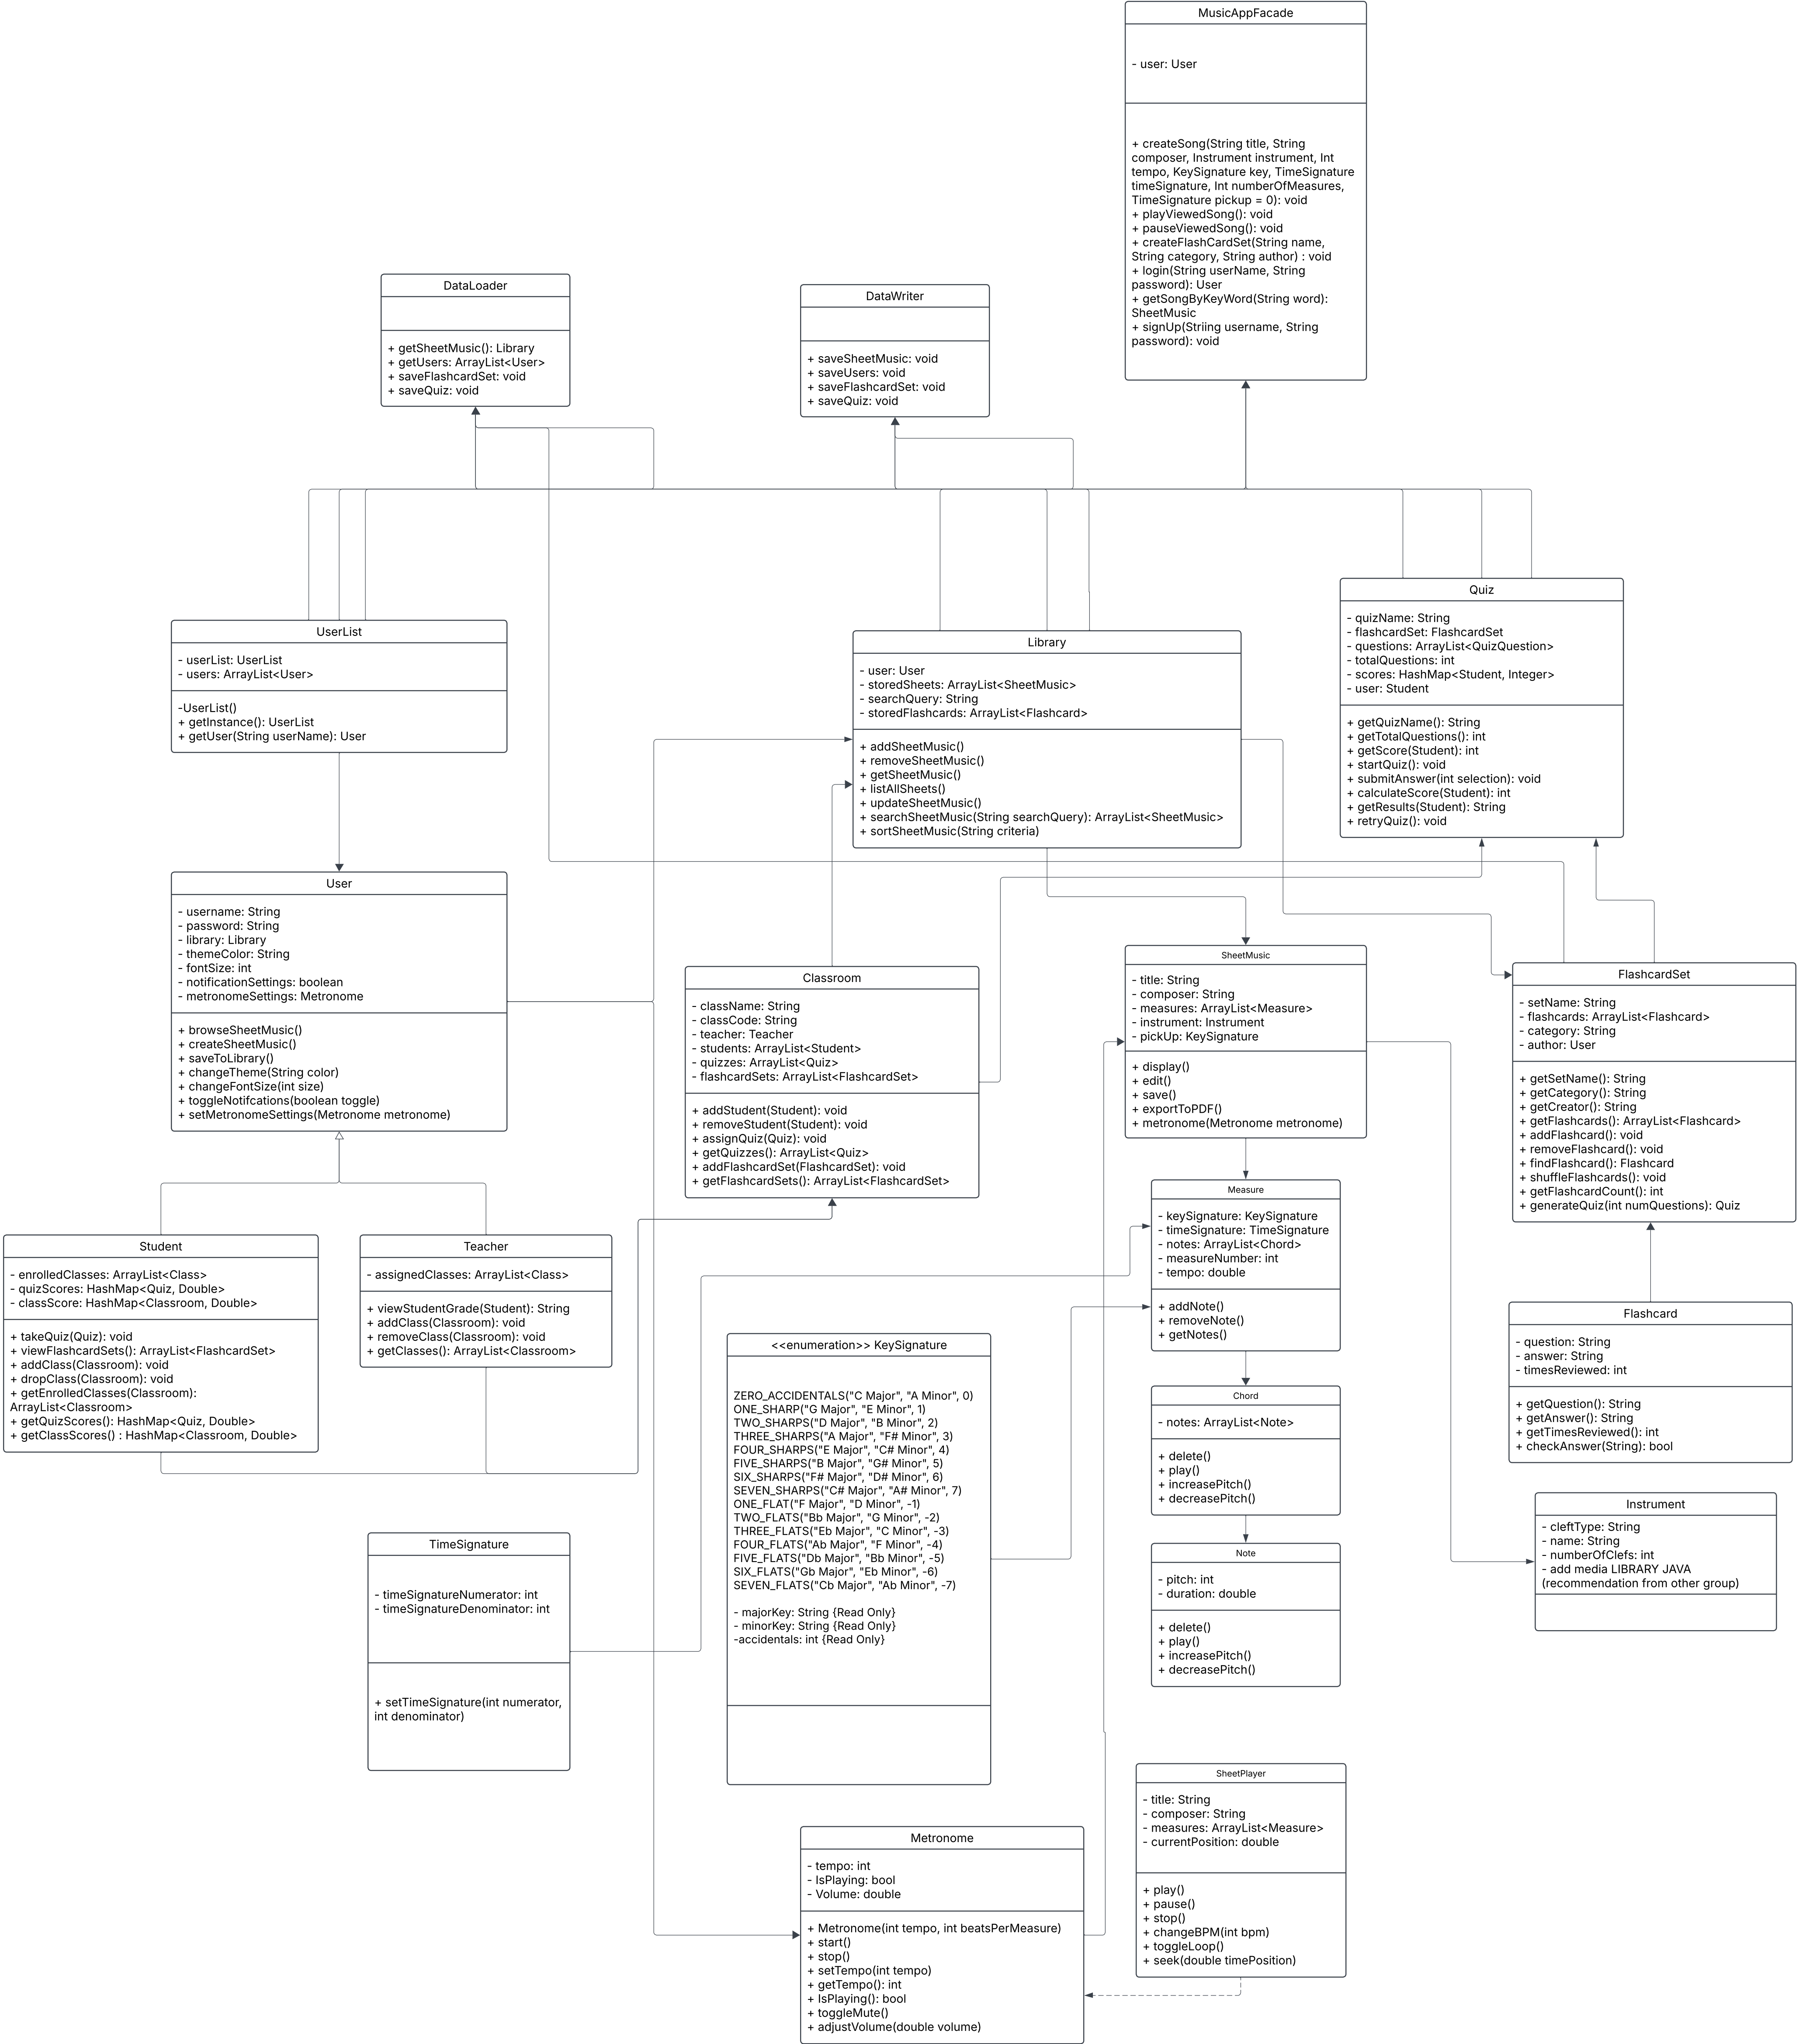 MusicAppFacade
- user: User
+ createSong(String title, String
composer, Instrument instrument, Int
tempo, KeySignature key, TimeSignature
timeSignature, Int numberOfMeasures,
TimeSignature pickup = 0): void
+ playViewedSong(): void
+ pauseViewedSong(): void
+ createFlashCardSet(String name,
String category, String author) : void
+ login(String userName, String
password): User
+ getSongByKeyWord(String word):
SheetMusic
+ signUp(Striing username, String
password): void
DataLoader
+ getSheetMusic(): Library
+ getUsers: ArrayList<User>
+ saveFlashcardSet: void
+ saveQuiz: void
DataWriter
+ saveSheetMusic: void
+ saveUsers: void
+ saveFlashcardSet: void
+ saveQuiz: void
UserList
- userList: UserList
- users: ArrayList<User>
-UserList()
+ getInstance(): UserList
+ getUser(String userName): User
Library
- user: User
- storedSheets: ArrayList<SheetMusic>
- searchQuery: String
- storedFlashcards: ArrayList<Flashcard>
+ addSheetMusic()
+ removeSheetMusic()
+ getSheetMusic()
+ listAllSheets()
+ updateSheetMusic()
+ searchSheetMusic(String searchQuery): ArrayList<SheetMusic>
+ sortSheetMusic(String criteria)
Quiz
- quizName: String
- flashcardSet: FlashcardSet
- questions: ArrayList<QuizQuestion>
- totalQuestions: int
- scores: HashMap<Student, Integer>
- user: Student
+ getQuizName(): String
+ getTotalQuestions(): int
+ getScore(Student): int
+ startQuiz(): void
+ submitAnswer(int selection): void
+ calculateScore(Student): int
+ getResults(Student): String
+ retryQuiz(): void
User
- username: String
- password: String
- library: Library
- themeColor: String
- fontSize: int
- notificationSettings: boolean
- metronomeSettings: Metronome
+ browseSheetMusic()
+ createSheetMusic()
+ saveToLibrary()
+ changeTheme(String color)
+ changeFontSize(int size)
+ toggleNotifcations(boolean toggle)
+ setMetronomeSettings(Metronome metronome)
Classroom
- className: String
- classCode: String
- teacher: Teacher
- students: ArrayList<Student>
- quizzes: ArrayList<Quiz>
- flashcardSets: ArrayList<FlashcardSet>
+ addStudent(Student): void
+ removeStudent(Student): void
+ assignQuiz(Quiz): void
+ getQuizzes(): ArrayList<Quiz>
+ addFlashcardSet(FlashcardSet): void
+ getFlashcardSets(): ArrayList<FlashcardSet>
SheetMusic
- title: String
- composer: String
- measures: ArrayList<Measure>
- instrument: Instrument
- pickUp: KeySignature
+ display()
+ edit()
+ save()
+ exportToPDF()
+ metronome(Metronome metronome)
FlashcardSet
- setName: String
- flashcards: ArrayList<Flashcard>
- category: String
- author: User
+ getSetName(): String
+ getCategory(): String
+ getCreator(): String
+ getFlashcards(): ArrayList<Flashcard>
+ addFlashcard(): void
+ removeFlashcard(): void
+ findFlashcard(): Flashcard
+ shuffleFlashcards(): void
+ getFlashcardCount(): int
+ generateQuiz(int numQuestions): Quiz
Student
- enrolledClasses: ArrayList<Class>
- quizScores: HashMap<Quiz, Double>
- classScore: HashMap<Classroom, Double>
+ takeQuiz(Quiz): void
+ viewFlashcardSets(): ArrayList<FlashcardSet>
+ addClass(Classroom): void
+ dropClass(Classroom): void
+ getEnrolledClasses(Classroom):
ArrayList<Classroom>
+ getQuizScores(): HashMap<Quiz, Double>
+ getClassScores() : HashMap<Classroom, Double>
Teacher
- assignedClasses: ArrayList<Class>
+ viewStudentGrade(Student): String
+ addClass(Classroom): void
+ removeClass(Classroom): void
+ getClasses(): ArrayList<Classroom>
Measure
- keySignature: KeySignature
- timeSignature: TimeSignature
- notes: ArrayList<Chord>
- measureNumber: int
- tempo: double
+ addNote()
+ removeNote()
+ getNotes()
Flashcard
- question: String
- answer: String
- timesReviewed: int
+ getQuestion(): String
+ getAnswer(): String
+ getTimesReviewed(): int
+ checkAnswer(String): bool
<<enumeration>> KeySignature
ZERO_ACCIDENTALS("C Major", "A Minor", 0)
ONE_SHARP("G Major", "E Minor", 1)
TWO_SHARPS("D Major", "B Minor", 2)
THREE_SHARPS("A Major", "F# Minor", 3)
FOUR_SHARPS("E Major", "C# Minor", 4)
FIVE_SHARPS("B Major", "G# Minor", 5)
SIX_SHARPS("F# Major", "D# Minor", 6)
SEVEN_SHARPS("C# Major", "A# Minor", 7)
ONE_FLAT("F Major", "D Minor", -1)
TWO_FLATS("Bb Major", "G Minor", -2)
THREE_FLATS("Eb Major", "C Minor", -3)
FOUR_FLATS("Ab Major", "F Minor", -4)
FIVE_FLATS("Db Major", "Bb Minor", -5)
SIX_FLATS("Gb Major", "Eb Minor", -6)
SEVEN_FLATS("Cb Major", "Ab Minor", -7)
- majorKey: String {Read Only}
- minorKey: String {Read Only}
-accidentals: int {Read Only}
Chord
- notes: ArrayList<Note>
+ delete()
+ play()
+ increasePitch()
+ decreasePitch()
Instrument
- cleftType: String
- name: String
- numberOfClefs: int
- add media LIBRARY JAVA
(recommendation from other group)
TimeSignature
- timeSignatureNumerator: int
- timeSignatureDenominator: int
+ setTimeSignature(int numerator,
int denominator)
Note
- pitch: int
- duration: double
+ delete()
+ play()
+ increasePitch()
+ decreasePitch()
SheetPlayer
- title: String
- composer: String
- measures: ArrayList<Measure>
- currentPosition: double
+ play()
+ pause()
+ stop()
+ changeBPM(int bpm)
+ toggleLoop()
+ seek(double timePosition)
Metronome
- tempo: int
- IsPlaying: bool
- Volume: double
+ Metronome(int tempo, int beatsPerMeasure)
+ start()
+ stop()
+ setTempo(int tempo)
+ getTempo(): int
+ IsPlaying(): bool
+ toggleMute()
+ adjustVolume(double volume)